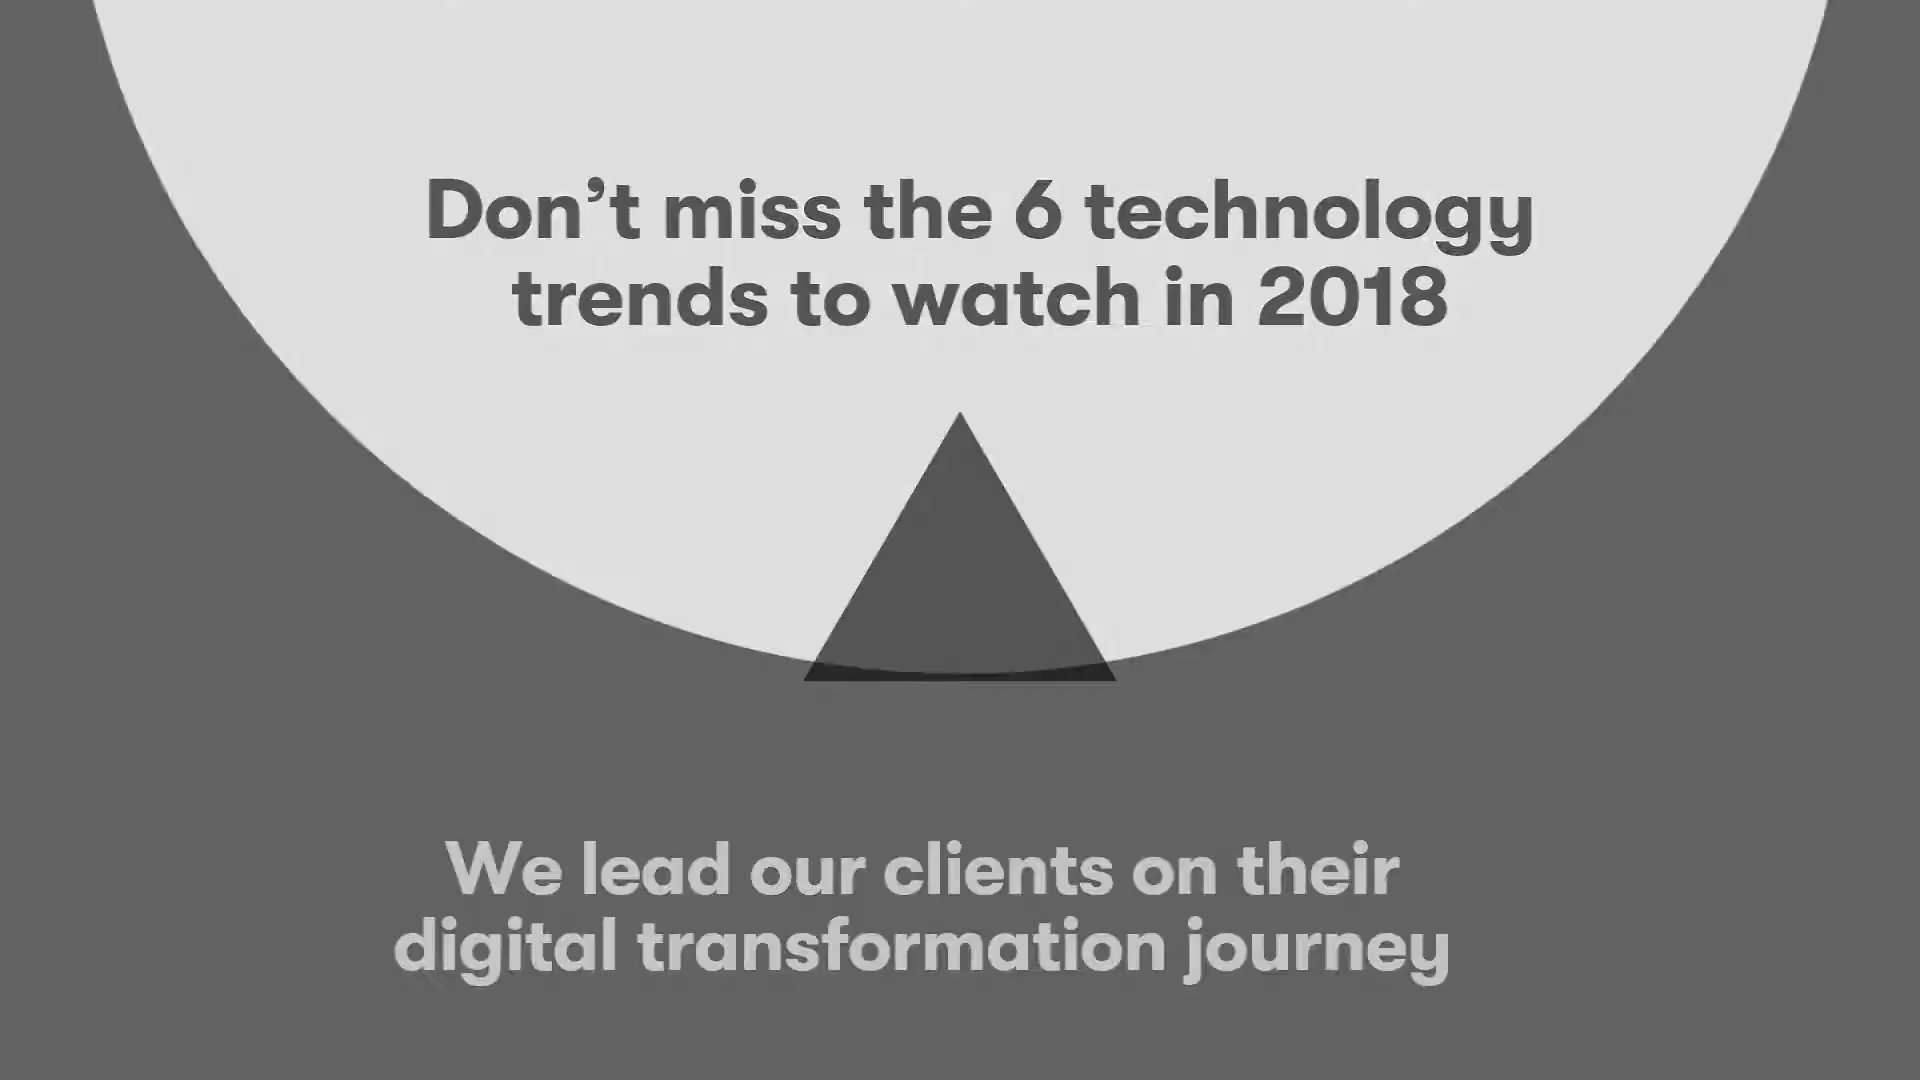 Don’t miss the 6 technology
trends to watch in 2018
We lead our clients on their
digital transformation journey